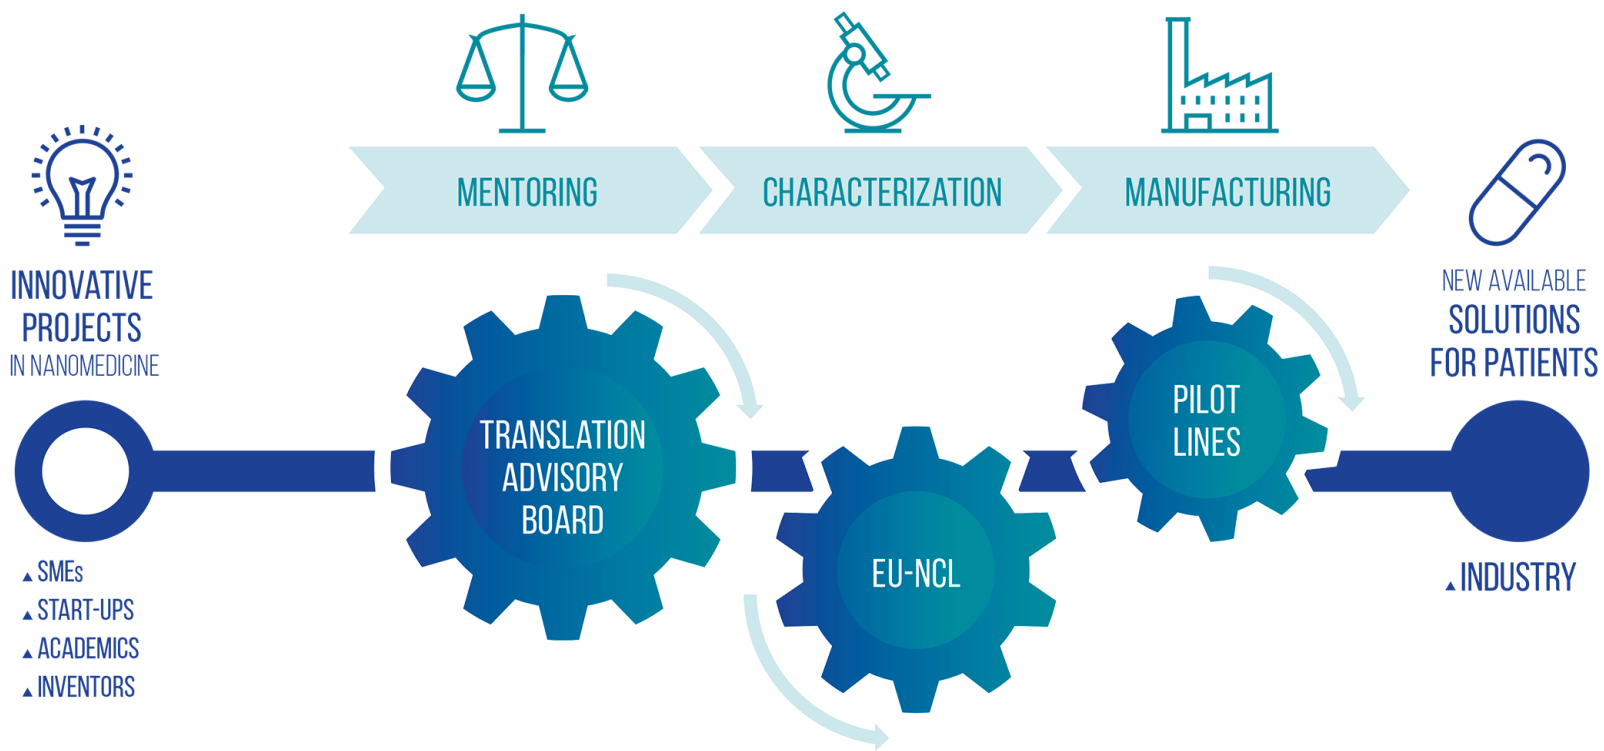 MENTORING
CHARACTERIZATION
MANUFACTURING
INNOVATIVE
PROJECTS
IN NANOMEDICINE
SMEs
START-UPS
ACADEMICS
INVENTORS
TRANSLATION
ADVISORY
BOARD
EU-NCL
PILOT
LINES
NEW AVAILABLE
SOLUTIONS
FOR PATIENTS
INDUSTRY